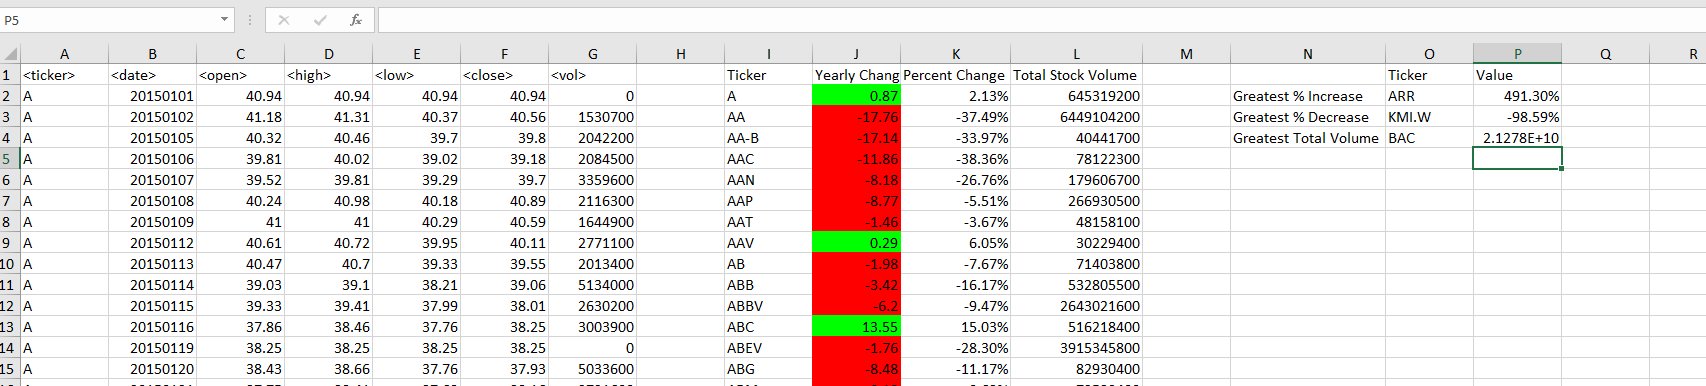 P5 fx
A B C D E F G H I J K L M N O P Q R
1 <ticker> <date> <open> <high> <low> <close> <vol> Ticker Yearly Chang Percent Change Total Stock Volume Ticker Value
2 A 20150101 40.94 40.94 40.94 40.94 0 A 0.87 2.13% 645319200 Greatest % Increase ARR 491.30%
3 A 20150102 41.18 41.31 40.37 40.56 1530700 AA -17.76 -37.49% 6449104200 Greatest % Decrease KMI.W -98.59%
4 A 20150105 40.32 40.46 39.7 39.8 2042200 AA-B -17.14 -33.97% 40441700 Greatest Total Volume BAC 2.1278E+10
5 A 20150106 39.81 40.02 39.02 39.18 2084500 AAC -11.86 -38.36% 78122300
6 A 20150107 39.52 39.81 39.29 39.7 3359600 AAN -8.18 -26.76% 179606700
7 A 20150108 40.24 40.98 40.18 40.89 2116300 AAP -8.77 -5.51% 266930500
8 A 20150109 41 41 40.29 40.59 1644900 AAT -1.46 -3.67% 48158100
9 A 20150112 40.61 40.72 39.95 40.11 2771100 AAV 0.29 6.05% 30229400
10 A 20150113 40.47 40.7 39.33 39.55 2013400 AB -1.98 -7.67% 71403800
11 A 20150114 39.03 39.1 38.21 39.06 5134000 ABB -3.42 -16.17% 532805500
12 A 20150115 39.33 39.41 37.99 38.01 2630200 ABBV -6.2 -9.47% 2643021600
13 A 20150116 37.86 38.46 37.76 38.25 3003900 ABC 13.55 15.03% 516218400
14 A 20150119 38.25 38.25 38.25 38.25 0 ABEV -1.76 -28.30% 3915345800
15 A 20150120 38.43 38.66 37.76 37.93 5033600 ABG -8.48 -11.17% 82930400